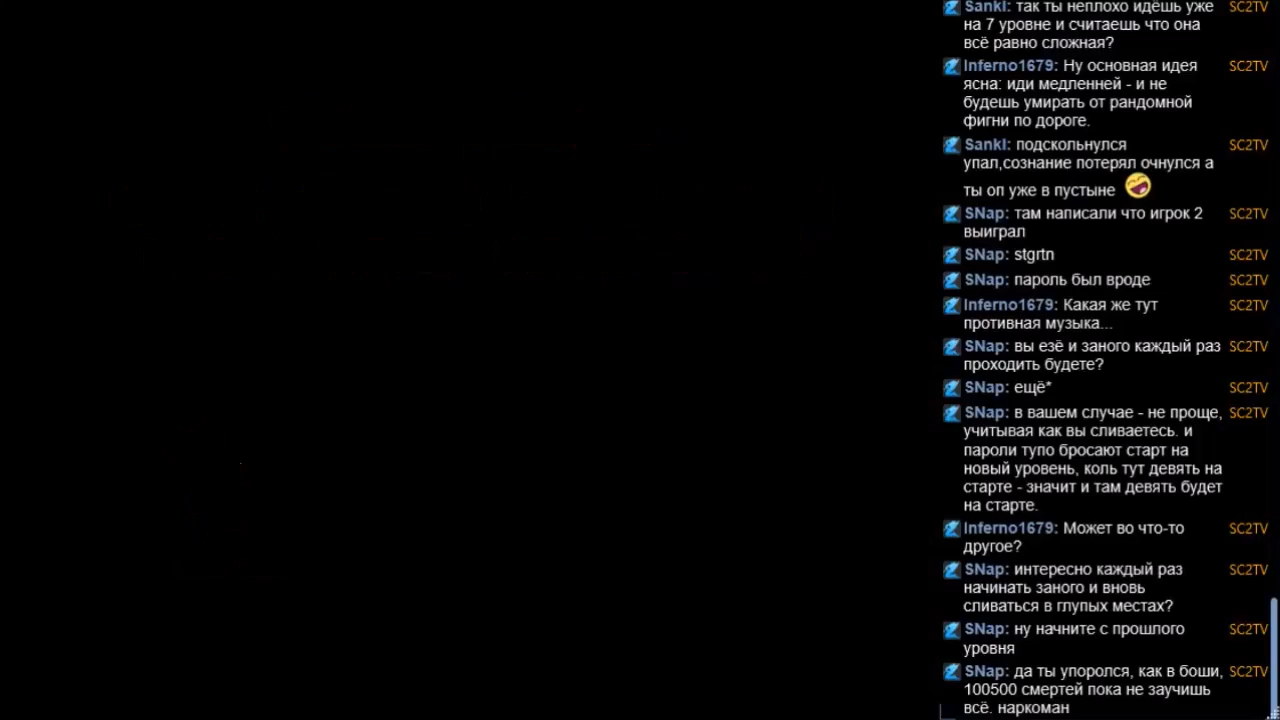 Sankl: так ты неплохо идёшь уже SC2TV
на 7 уровне и считаешь что она
всё равно сложная?
Inferno1679: Ну основная идея SC2TV
ясна: иди медленней - и не
будешь умирать от рандомной
фигни по дороге.
Sankl: подскользнулся SC2TV
упал,сознание потерял очнулся а
ты оп уже в пустыне
SNap: там написали что игрок 2 SC2TV
выиграл
SNap: stgrtn SC2TV
SNap: пароль был вроде SC2TV
Inferno1679: Какая же тут SC2TV
противная музыка...
SNap: вы езё и заного каждый раз SC2TV
проходить будете?
SNap: ещё* SC2TV
SNap: в вашем случае - не проще, SC2TV
учитывая как вы сливаетесь. и
пароли тупо бросают старт на
новый уровень, коль тут девять на
старте - значит и там девять будет
на старте.
Inferno1679: Может во что-то SC2TV
другое?
SNap: интересно каждый раз SC2TV
начинать заного и вновь
сливаться в глупых местах?
SNap: ну начните с прошлого SC2TV
уровня
SNap: да ты упоролся, как в боши, SC2TV
100500 смертей пока не заучишь
всё. наркоман